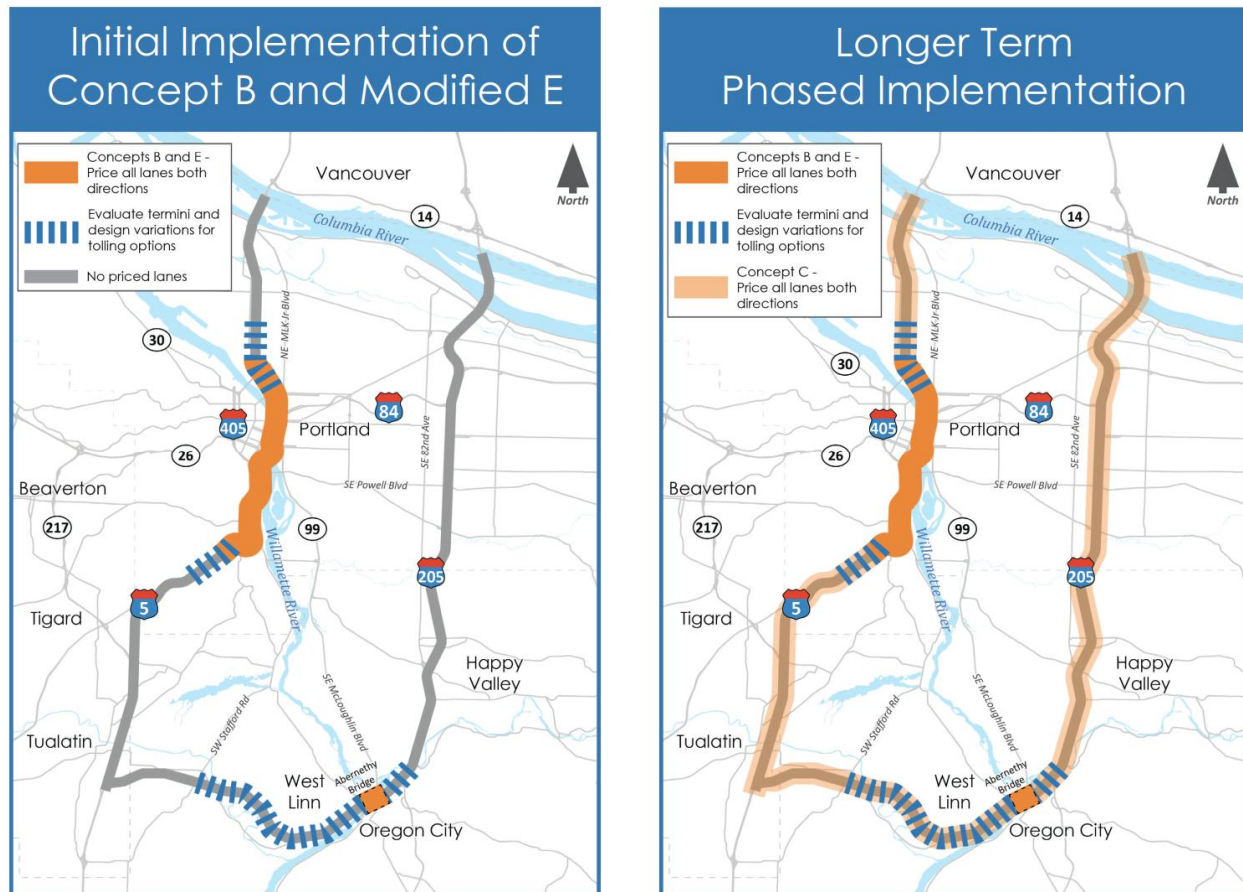 Initial Implementation of
Concept B and Modified E
Concepts B and E -
Price all lanes both
directions
Evaluate termini and
design variations for
tolling options
No priced lanes
Vancouver
North
14
Columbia River
NE MLK Jr Blvd
30
84
405
Portland
26
SE 82nd Ave
Beaverton
SE Powell Blvd
217
99
Willamette River
205
5
Tigard
Happy
Valley
SE McLoughlin Blvd
SW Stafford Rd
Tualatin
West
Linn
Abernethy
Bridge
Oregon City
Longer Term
Phased Implementation
Concepts B and E -
Price all lanes both
directions
Evaluate termini and
design variations for
tolling options
Concept C -
Price all lanes both
directions
Vancouver
North
14
Columbia River
NE MLK Jr Blvd
30
84
405
Portland
26
SE 82nd Ave
Beaverton
SE Powell Blvd
217
99
Willamette River
205
5
Tigard
Happy
Valley
SE McLoughlin Blvd
SW Stafford Rd
Tualatin
West
Linn
Abernethy
Bridge
Oregon City